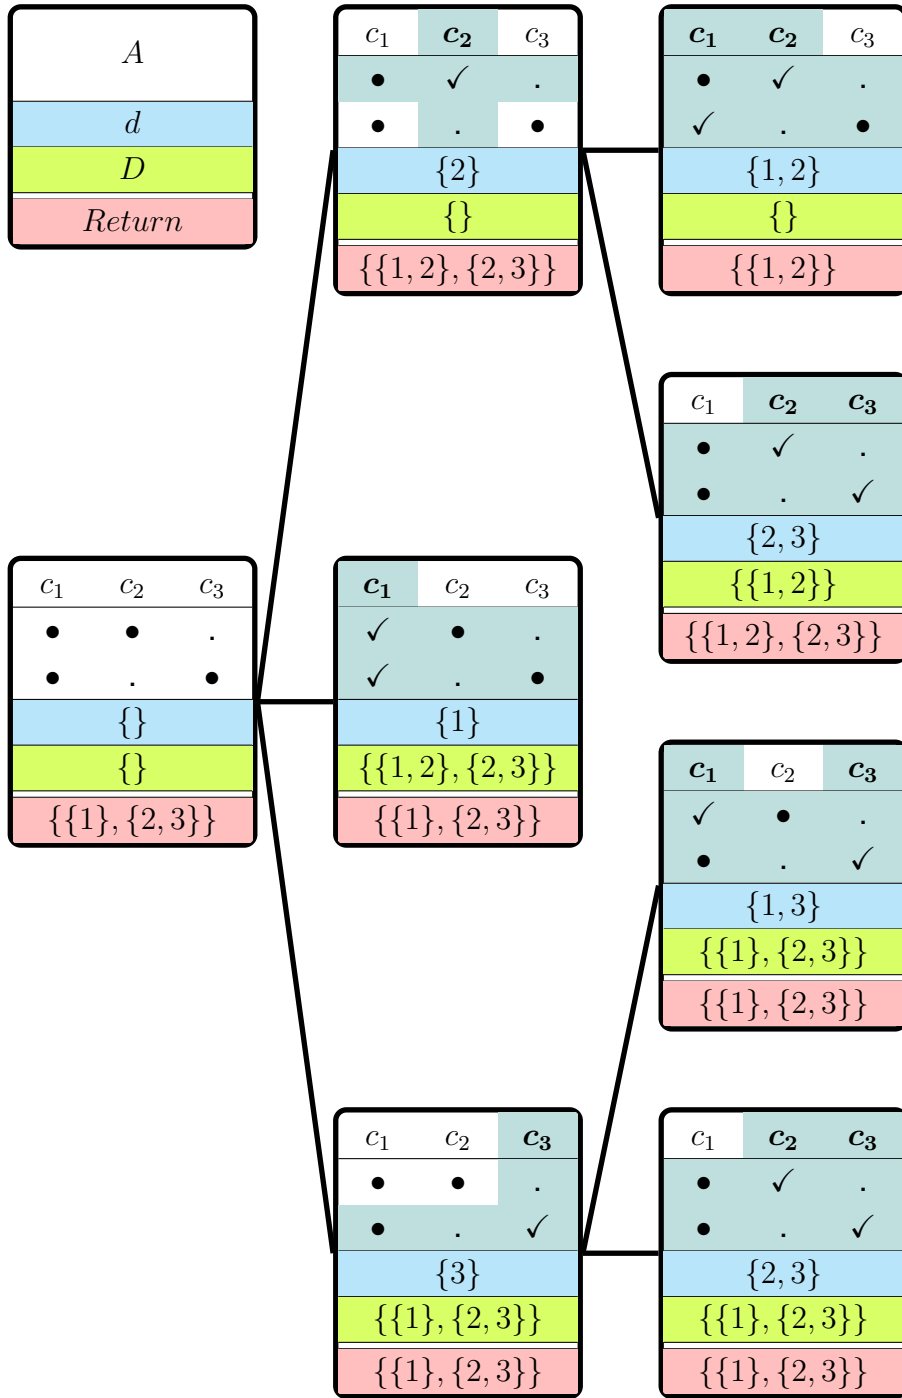 A
d
D
Return
c₁ c₂ c₃
● ✓ .
● . ●
{2}
{}
{{1, 2}, {2, 3}}
c₁ c₂ c₃
● ✓ .
✓ . ●
{1, 2}
{}
{{1, 2}}
c₁ c₂ c₃
● ✓ .
● . ✓
{2, 3}
{{1, 2}}
{{1, 2}, {2, 3}}
c₁ c₂ c₃
● ● .
● . ●
{}
{}
{{1}, {2, 3}}
c₁ c₂ c₃
✓ ● .
✓ . ●
{1}
{{1, 2}, {2, 3}}
{{1}, {2, 3}}
c₁ c₂ c₃
✓ ● .
● . ✓
{1, 3}
{{1}, {2, 3}}
{{1}, {2, 3}}
c₁ c₂ c₃
● ● .
● . ✓
{3}
{{1}, {2, 3}}
{{1}, {2, 3}}
c₁ c₂ c₃
● ✓ .
● . ✓
{2, 3}
{{1}, {2, 3}}
{{1}, {2, 3}}